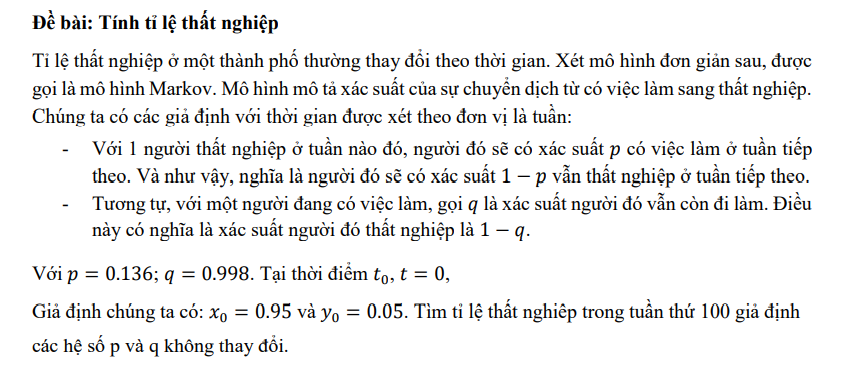 Đề bài: Tính tỉ lệ thất nghiệp
Tỉ lệ thất nghiệp ở một thành phố thường thay đổi theo thời gian. Xét mô hình đơn giản sau, được
gọi là mô hình Markov. Mô hình mô tả xác suất của sự chuyển dịch từ có việc làm sang thất nghiệp.
Chúng ta có các giả định với thời gian được xét theo đơn vị là tuần:
- Với 1 người thất nghiệp ở tuần nào đó, người đó sẽ có xác suất p có việc làm ở tuần tiếp
theo. Và như vậy, nghĩa là người đó sẽ có xác suất 1 − p vẫn thất nghiệp ở tuần tiếp theo.
- Tương tự, với một người đang có việc làm, gọi q là xác suất người đó vẫn còn đi làm. Điều
này có nghĩa là xác suất người đó thất nghiệp là 1 − q.
Với p = 0.136; q = 0.998. Tại thời điểm t₀, t = 0,
Giả định chúng ta có: x₀ = 0.95 và y₀ = 0.05. Tìm tỉ lệ thất nghiêp trong tuần thứ 100 giả định
các hệ số p và q không thay đổi.